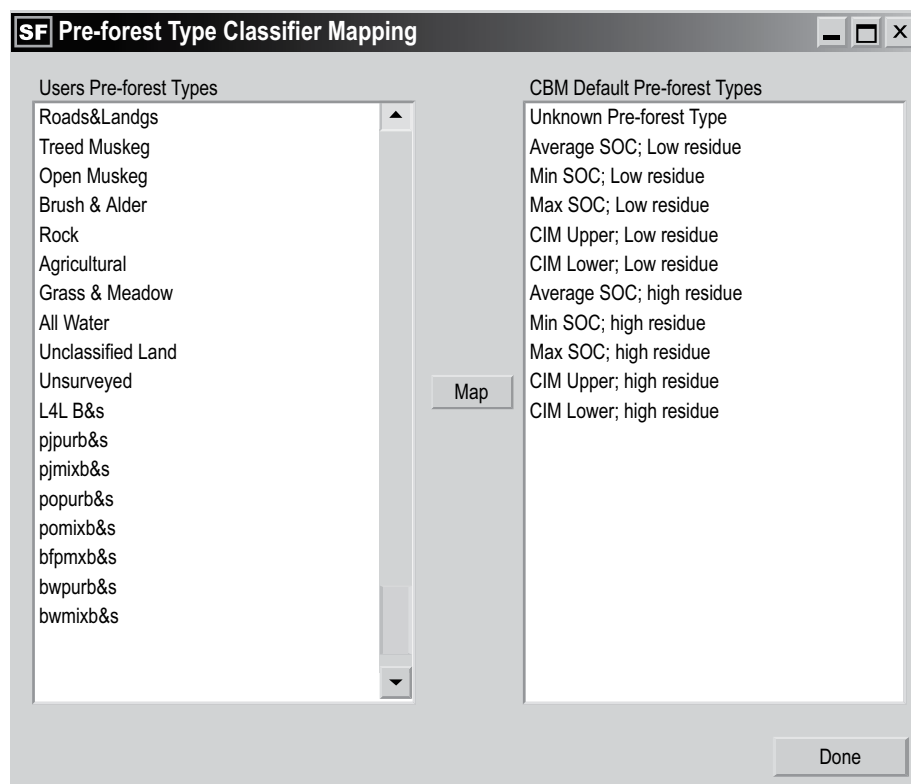 SF Pre-forest Type Classifier Mapping
Users Pre-forest Types
Roads&Landgs
Treed Muskeg
Open Muskeg
Brush & Alder
Rock
Agricultural
Grass & Meadow
All Water
Unclassified Land
Unsurveyed
L4L B&s
pjpurb&s
pjmixb&s
popurb&s
pomixb&s
bfpmxb&s
bwpurb&s
bwmixb&s
Map
CBM Default Pre-forest Types
Unknown Pre-forest Type
Average SOC; Low residue
Min SOC; Low residue
Max SOC; Low residue
CIM Upper; Low residue
CIM Lower; Low residue
Average SOC; high residue
Min SOC; high residue
Max SOC; high residue
CIM Upper; high residue
CIM Lower; high residue
Done